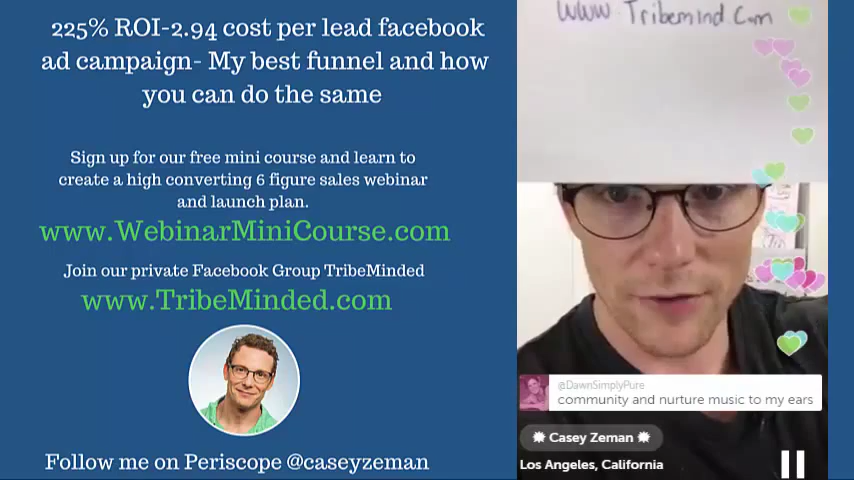 225% ROI-2.94 cost per lead facebook
ad campaign- My best funnel and how
you can do the same
Sign up for our free mini course and learn to
create a high converting 6 figure sales webinar
and launch plan.
www.WebinarMiniCourse.com
Join our private Facebook Group TribeMinded
www.TribeMinded.com
Follow me on Periscope @caseyzeman
www.Tribemind.Com
@DawnSimplyPure
community and nurture music to my ears
Casey Zeman
Los Angeles, California